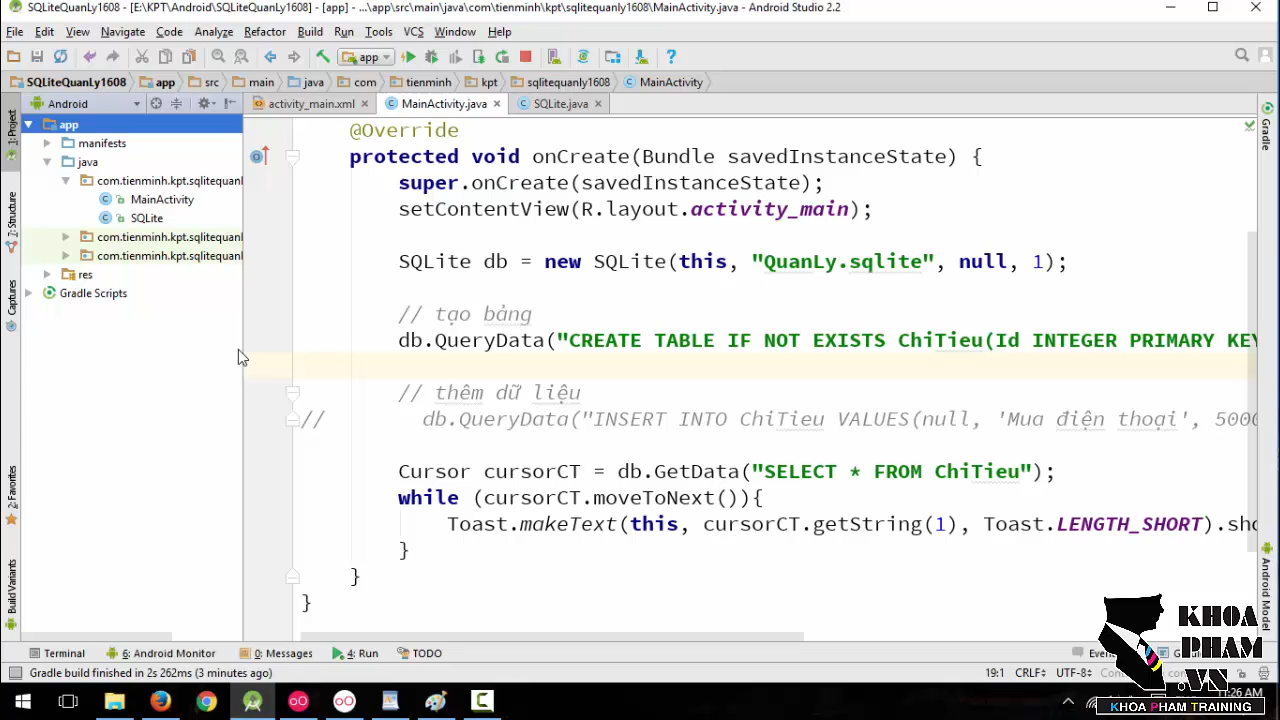 SQLiteQuanLy1608 - [E:\KPT\Android\SQLiteQuanLy1608] - [app] - ...\app\src\main\java\com\tienminh\kpt\sqlitequanly1608\MainActivity.java - Android Studio 2.2
File Edit View Navigate Code Analyze Refactor Build Run Tools VCS Window Help
app
SQLiteQuanLy1608 app src main java com tienminh kpt sqlitequanly1608 MainActivity
Android activity_main.xml MainActivity.java SQLite.java
1: Project
7: Structure
Captures
2: Favorites
Build Variants
Gradle
Android Model
app
manifests
java
com.tienminh.kpt.sqlitequanl
MainActivity
SQLite
com.tienminh.kpt.sqlitequanl
com.tienminh.kpt.sqlitequanl
res
Gradle Scripts
@Override
protected void onCreate(Bundle savedInstanceState) {
super.onCreate(savedInstanceState);
setContentView(R.layout.activity_main);
SQLite db = new SQLite(this, "QuanLy.sqlite", null, 1);
// tạo bảng
db.QueryData("CREATE TABLE IF NOT EXISTS ChiTieu(Id INTEGER PRIMARY KEY
// thêm dữ liệu
// db.QueryData("INSERT INTO ChiTieu VALUES(null, 'Mua điện thoại', 5000
Cursor cursorCT = db.GetData("SELECT * FROM ChiTieu");
while (cursorCT.moveToNext()){
Toast.makeText(this, cursorCT.getString(1), Toast.LENGTH_SHORT).sho
}
}
}
Terminal 6: Android Monitor 0: Messages 4: Run TODO
Gradle build finished in 2s 262ms (3 minutes ago) 19:1 CRLF UTF-8
KHOA
PHAM
.VN
KHOA PHAM TRAINING
11:26 AM